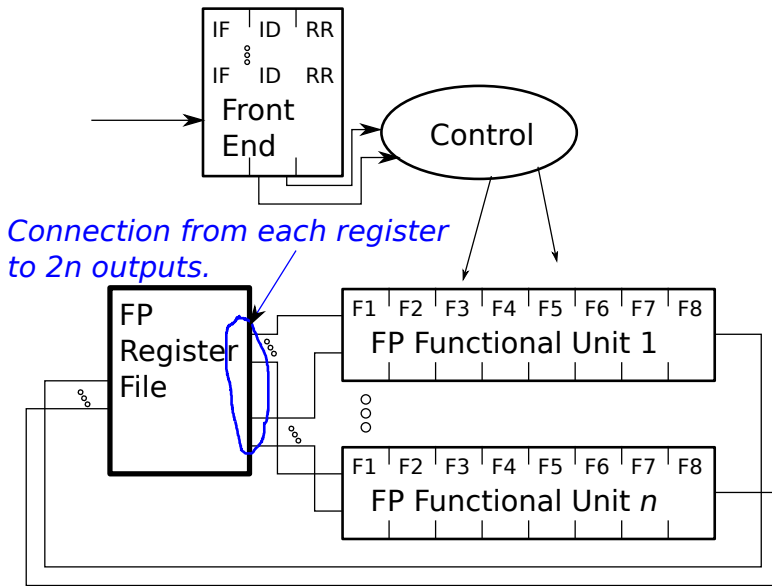 IF ID RR
IF ID RR
Front
End
Control
Connection from each register
to 2n outputs.
FP
Register
File
F1 F2 F3 F4 F5 F6 F7 F8
FP Functional Unit 1
F1 F2 F3 F4 F5 F6 F7 F8
FP Functional Unit n